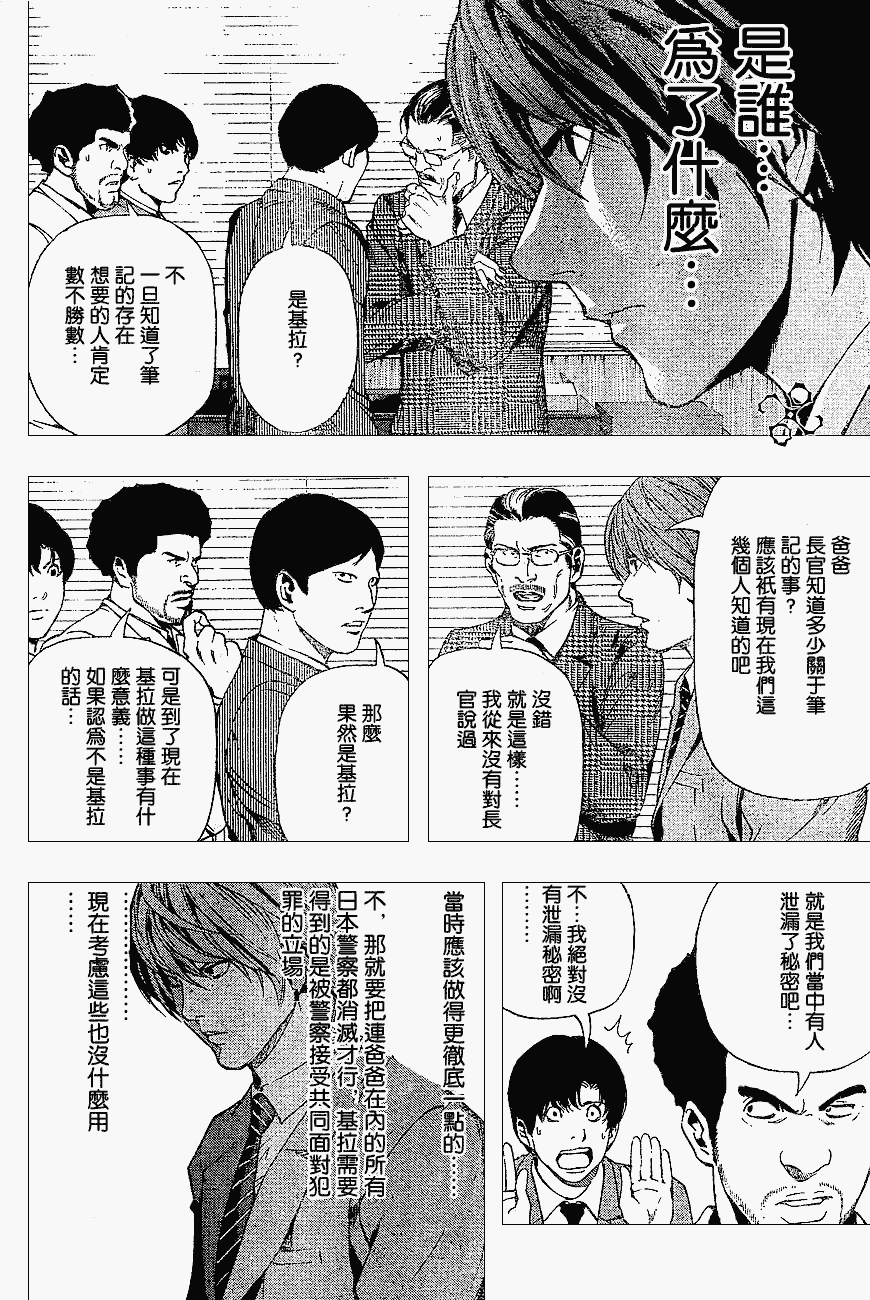 是誰……
爲了什麽…
是基拉？
不
一旦知道了筆
記的存在
想要的人肯定
數不勝數…
爸爸
長官知道多少關于筆
記的事？
應該衹有現在我們這
幾個人知道的吧
沒錯
就是這樣……
我從來沒有對長
官說過
那麽
果然是基拉？
可是到了現在
基拉做這種事有什
麽意義……
如果認爲不是基拉
的話…
就是我們當中有人
泄漏了秘密吧…
不…我絕對沒
有泄漏秘密啊
………
當時應該做得更徹底一點的……
不，那就要把連爸爸在內的所有
日本警察都消滅才行，基拉需要
得到的是被警察接受共同面對犯
罪的立場
………………
現在考慮這些也沒什麽用
……